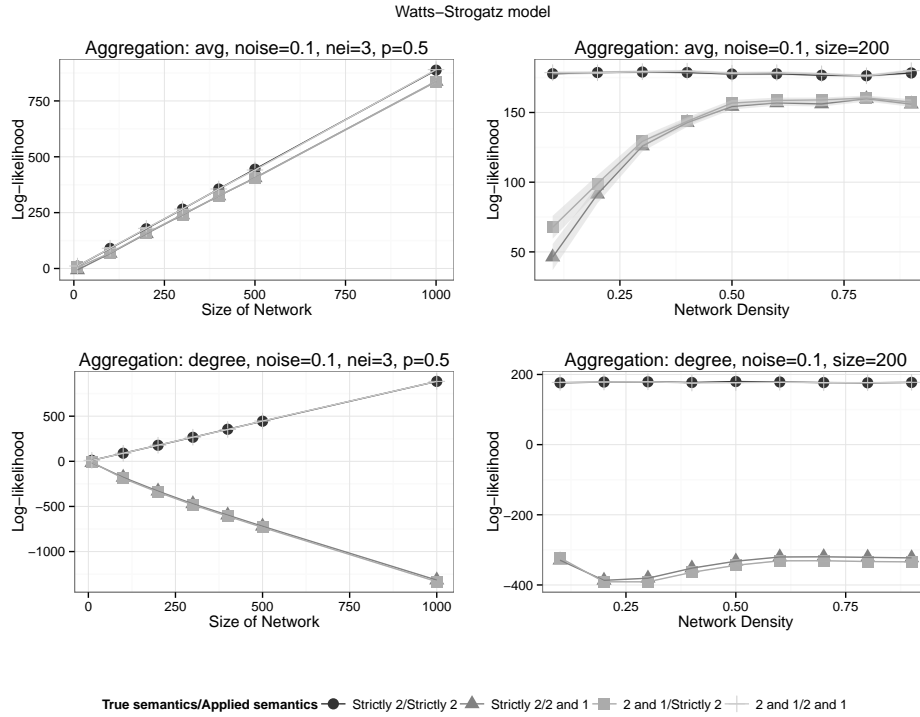 Watts−Strogatz model
Aggregation: avg, noise=0.1, nei=3, p=0.5
Log−likelihood
750
500
250
0
0 250 500 750 1000
Size of Network
Aggregation: avg, noise=0.1, size=200
Log−likelihood
150
100
50
0.25 0.50 0.75
Network Density
Aggregation: degree, noise=0.1, nei=3, p=0.5
Log−likelihood
500
0
−500
−1000
0 250 500 750 1000
Size of Network
Aggregation: degree, noise=0.1, size=200
Log−likelihood
200
0
−200
−400
0.25 0.50 0.75
Network Density
True semantics/Applied semantics Strictly 2/Strictly 2 Strictly 2/2 and 1 2 and 1/Strictly 2 2 and 1/2 and 1